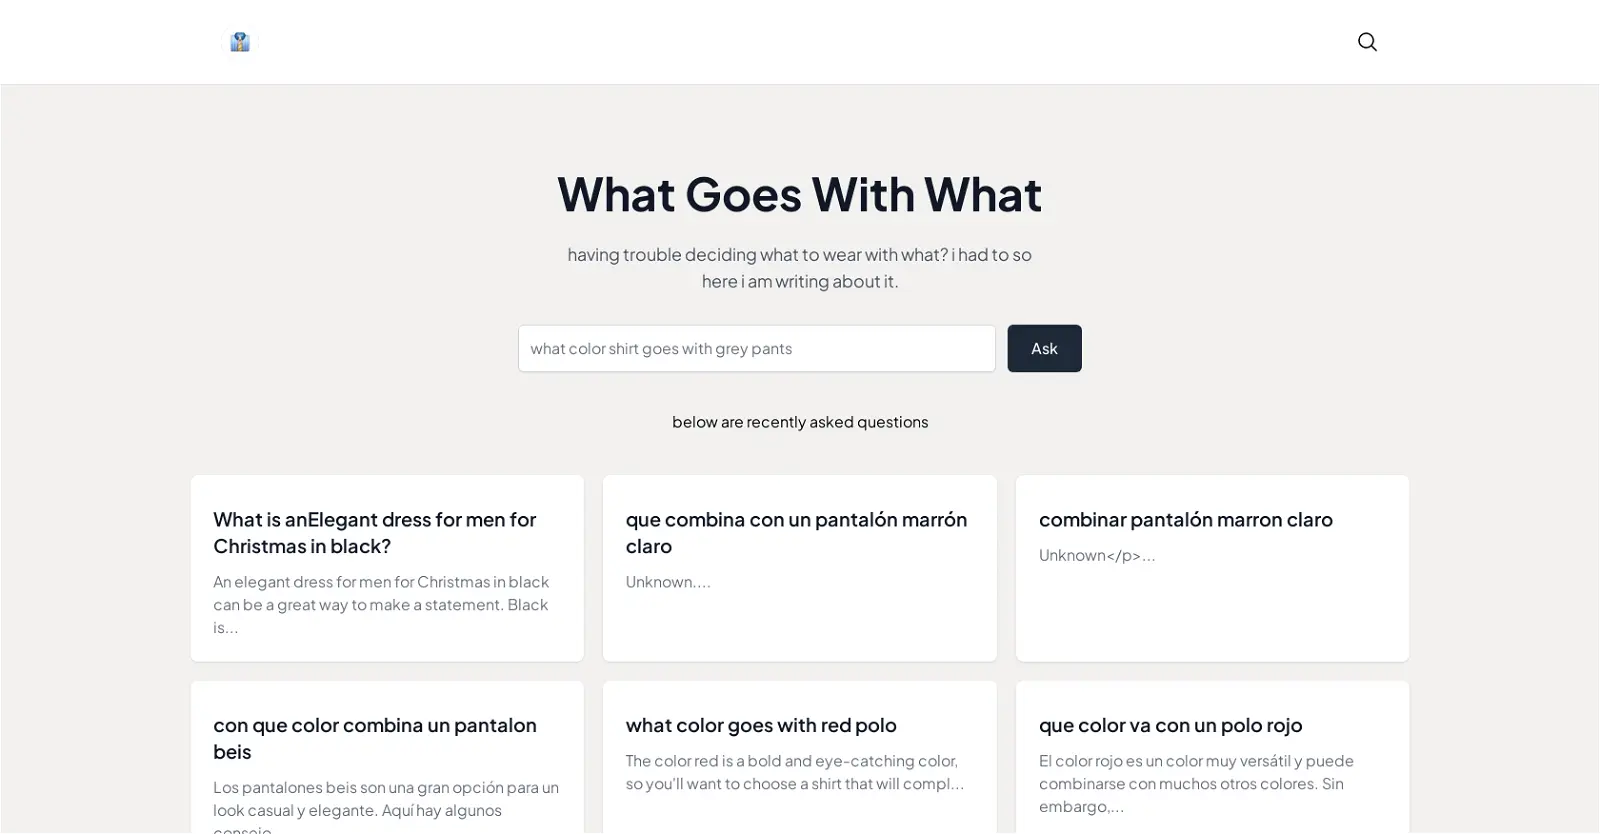 What Goes With What
having trouble deciding what to wear with what? i had to so
here i am writing about it.
what color shirt goes with grey pants
Ask
below are recently asked questions
What is anElegant dress for men for
Christmas in black?
An elegant dress for men for Christmas in black
can be a great way to make a statement. Black
is...
que combina con un pantalón marrón
claro
Unknown....
combinar pantalón marron claro
Unknown</p>...
con que color combina un pantalon
beis
Los pantalones beis son una gran opción para un
look casual y elegante. Aquí hay algunos
consejo...
what color goes with red polo
The color red is a bold and eye-catching color,
so you'll want to choose a shirt that will compl...
que color va con un polo rojo
El color rojo es un color muy versátil y puede
combinarse con muchos otros colores. Sin
embargo,...